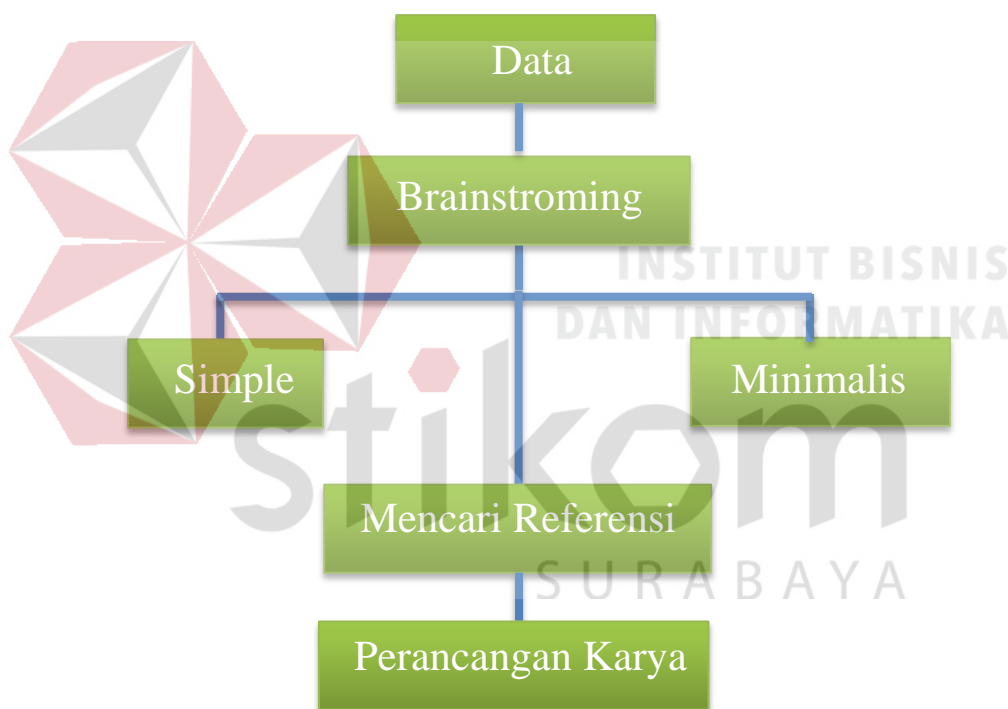 Data
Brainstroming
INSTITUT BISNIS
DAN INFORMATIKA
Simple
Minimalis
stikom
Mencari Referensi
SURABAYA
Perancangan Karya